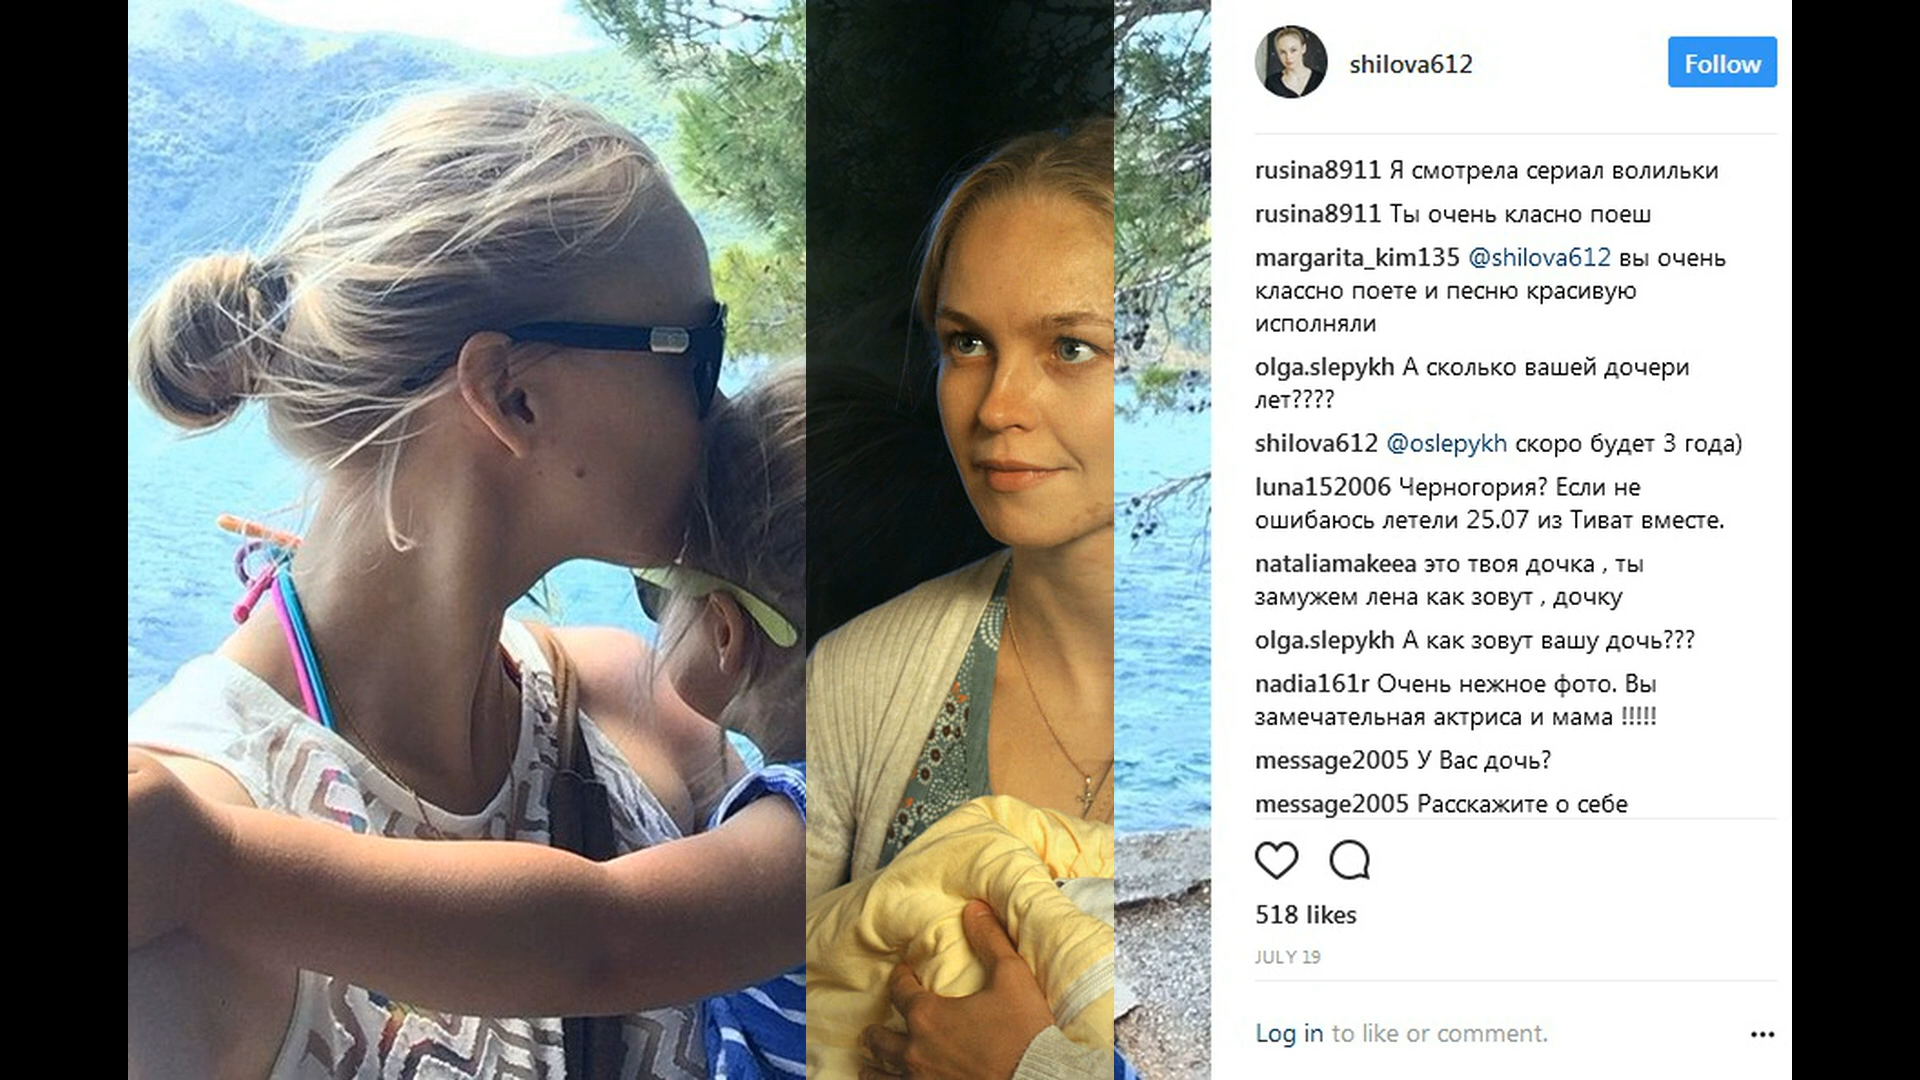 shilova612
Follow
rusina8911 Я смотрела сериал волильки
rusina8911 Ты очень класно поеш
margarita_kim135 @shilova612 вы очень
классно поете и песню красивую
исполняли
olga.slepykh А сколько вашей дочери
лет????
shilova612 @oslepykh скоро будет 3 года)
luna152006 Черногория? Если не
ошибаюсь летели 25.07 из Тиват вместе.
nataliamakeea это твоя дочка , ты
замужем лена как зовут , дочку
olga.slepykh А как зовут вашу дочь???
nadia161r Очень нежное фото. Вы
замечательная актриса и мама !!!!!
message2005 У Вас дочь?
message2005 Расскажите о себе
518 likes
JULY 19
Log in to like or comment.